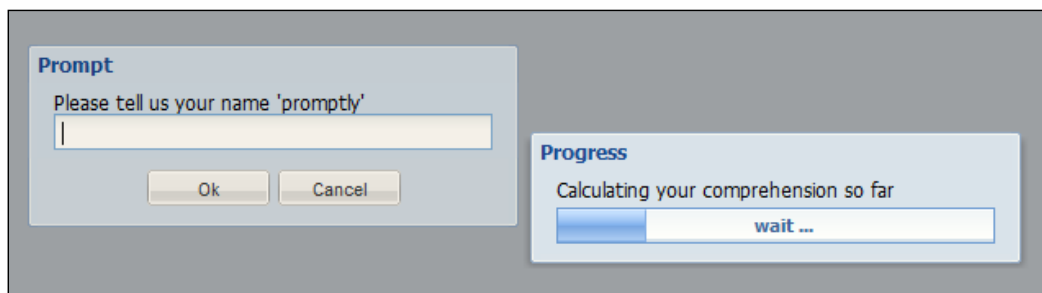 Prompt
Please tell us your name 'promptly'
Ok
Cancel
Progress
Calculating your comprehension so far
wait ...